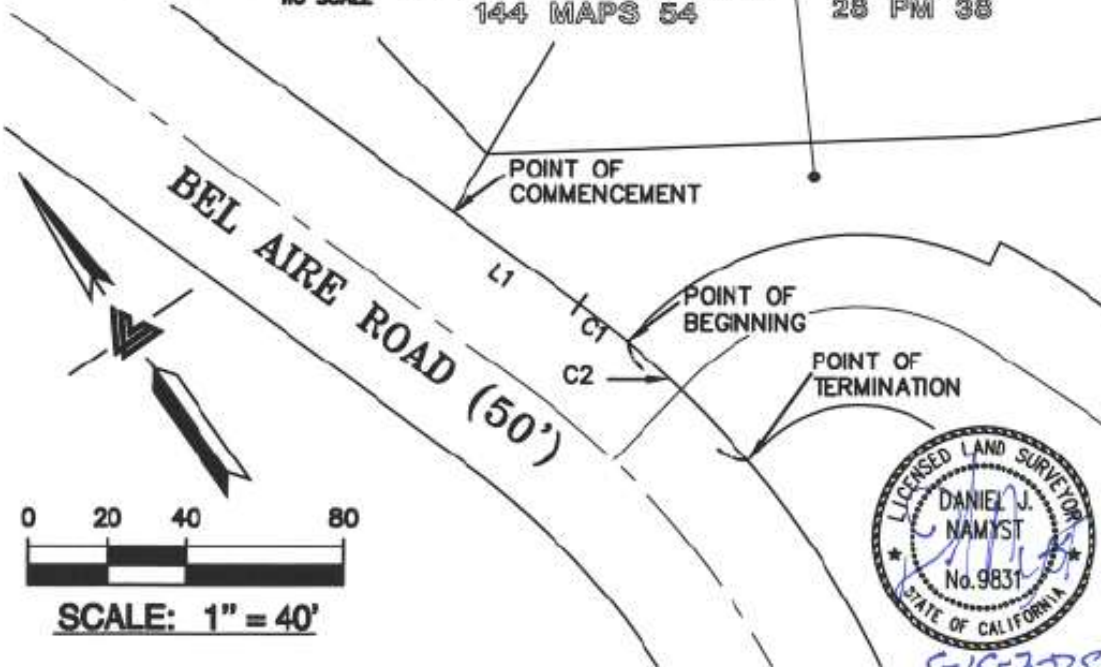 NO SCALE
144 MAPS 54
28 PM 38
POINT OF
COMMENCEMENT
BEL AIRE ROAD (50')
L1
C1
POINT OF
BEGINNING
C2
POINT OF
TERMINATION
0 20 40 80
SCALE: 1" = 40'
LICENSED LAND SURVEYOR
DANIEL J.
NAMYST
No.9831
STATE OF CALIFORNIA